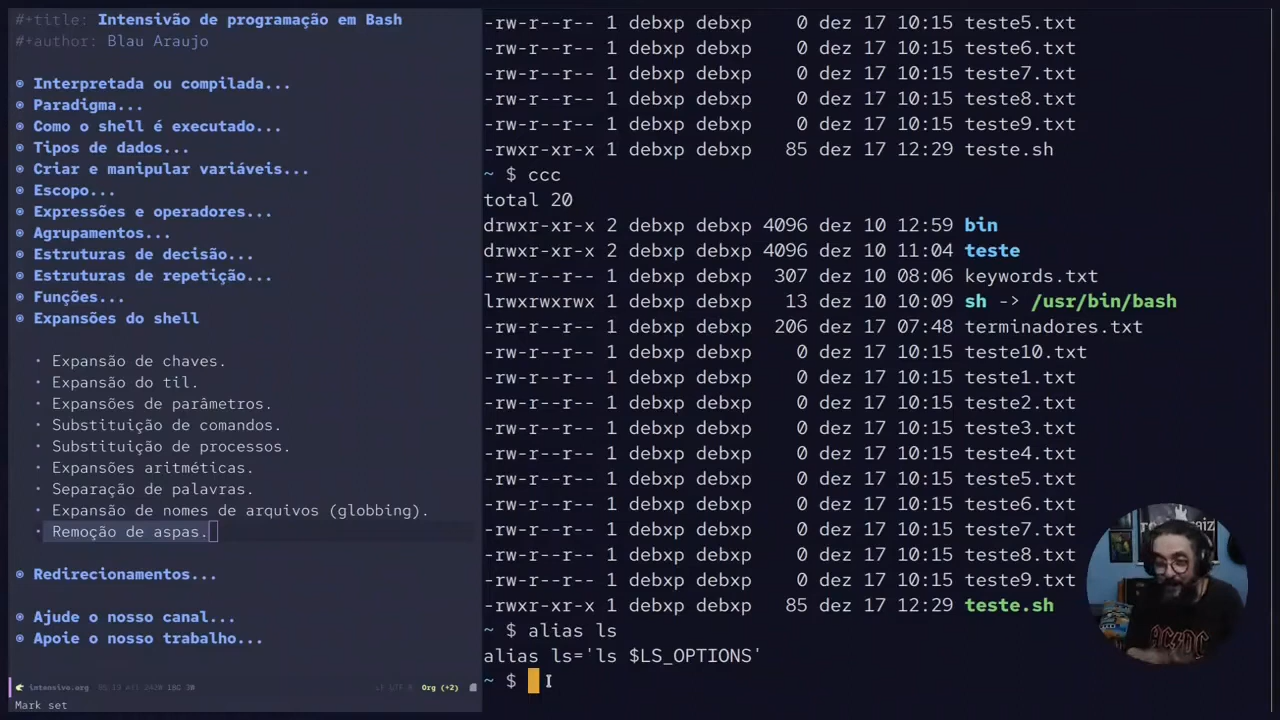 #+title: Intensivão de programação em Bash
#+author: Blau Araujo
Interpretada ou compilada...
Paradigma...
Como o shell é executado...
Tipos de dados...
Criar e manipular variáveis...
Escopo...
Expressões e operadores...
Agrupamentos...
Estruturas de decisão...
Estruturas de repetição...
Funções...
Expansões do shell
• Expansão de chaves.
• Expansão do til.
• Expansões de parâmetros.
• Substituição de comandos.
• Substituição de processos.
• Expansões aritméticas.
• Separação de palavras.
• Expansão de nomes de arquivos (globbing).
• Remoção de aspas.
Redirecionamentos...
Ajude o nosso canal...
Apoie o nosso trabalho...
intensivo.org
Org (+2)
Mark set
-rw-r--r-- 1 debxp debxp 0 dez 17 10:15 teste5.txt
-rw-r--r-- 1 debxp debxp 0 dez 17 10:15 teste6.txt
-rw-r--r-- 1 debxp debxp 0 dez 17 10:15 teste7.txt
-rw-r--r-- 1 debxp debxp 0 dez 17 10:15 teste8.txt
-rw-r--r-- 1 debxp debxp 0 dez 17 10:15 teste9.txt
-rwxr-xr-x 1 debxp debxp 85 dez 17 12:29 teste.sh
~ $ ccc
total 20
drwxr-xr-x 2 debxp debxp 4096 dez 10 12:59 bin
drwxr-xr-x 2 debxp debxp 4096 dez 10 11:04 teste
-rw-r--r-- 1 debxp debxp 307 dez 10 08:06 keywords.txt
lrwxrwxrwx 1 debxp debxp 13 dez 10 10:09 sh -> /usr/bin/bash
-rw-r--r-- 1 debxp debxp 206 dez 17 07:48 terminadores.txt
-rw-r--r-- 1 debxp debxp 0 dez 17 10:15 teste10.txt
-rw-r--r-- 1 debxp debxp 0 dez 17 10:15 teste1.txt
-rw-r--r-- 1 debxp debxp 0 dez 17 10:15 teste2.txt
-rw-r--r-- 1 debxp debxp 0 dez 17 10:15 teste3.txt
-rw-r--r-- 1 debxp debxp 0 dez 17 10:15 teste4.txt
-rw-r--r-- 1 debxp debxp 0 dez 17 10:15 teste5.txt
-rw-r--r-- 1 debxp debxp 0 dez 17 10:15 teste6.txt
-rw-r--r-- 1 debxp debxp 0 dez 17 10:15 teste7.txt
-rw-r--r-- 1 debxp debxp 0 dez 17 10:15 teste8.txt
-rw-r--r-- 1 debxp debxp 0 dez 17 10:15 teste9.txt
-rwxr-xr-x 1 debxp debxp 85 dez 17 12:29 teste.sh
~ $ alias ls
alias ls='ls $LS_OPTIONS'
~ $